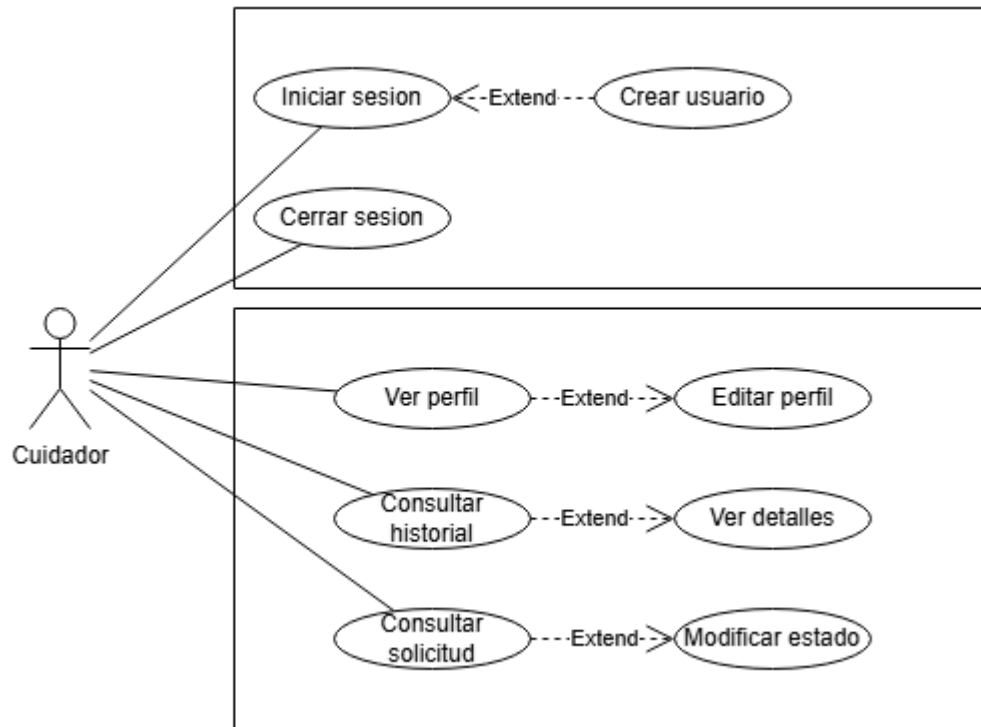 Iniciar sesion
Extend
Crear usuario
Cerrar sesion
Cuidador
Ver perfil
Extend
Editar perfil
Consultar
historial
Extend
Ver detalles
Consultar
solicitud
Extend
Modificar estado